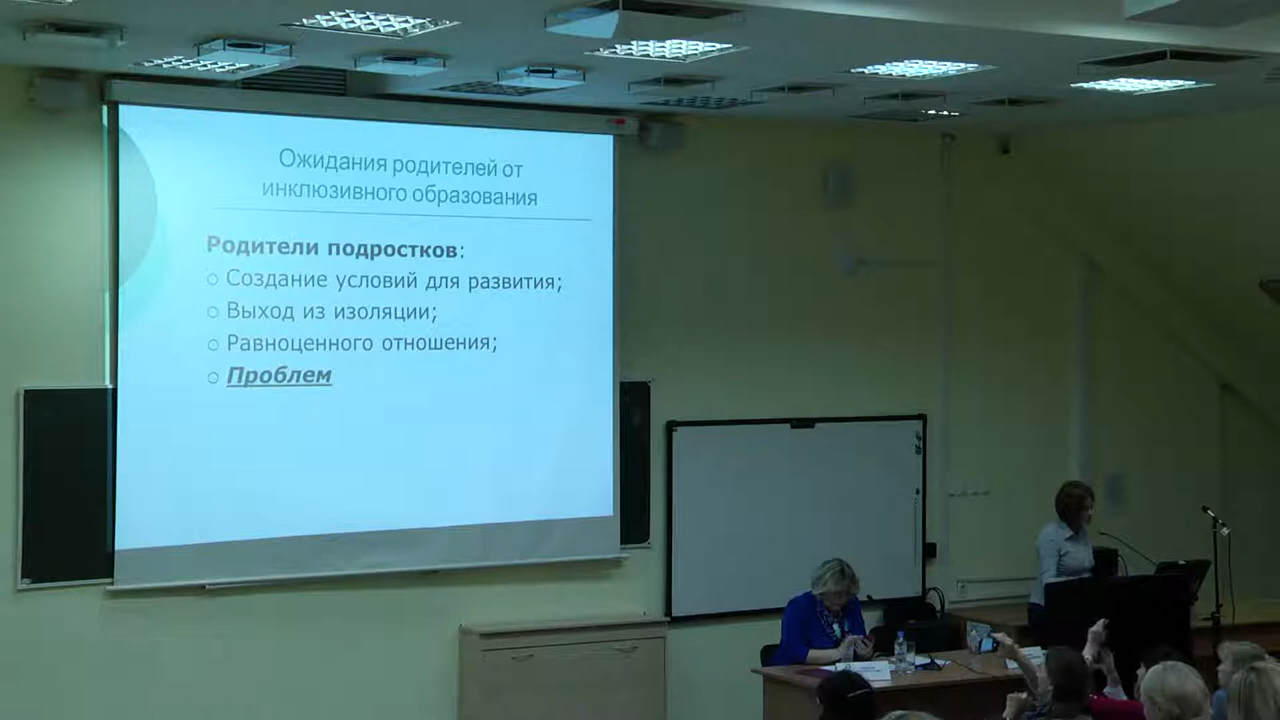 Ожидания родителей от
инклюзивного образования
Родители подростков:
Создание условий для развития;
Выход из изоляции;
Равноценного отношения;
Проблем